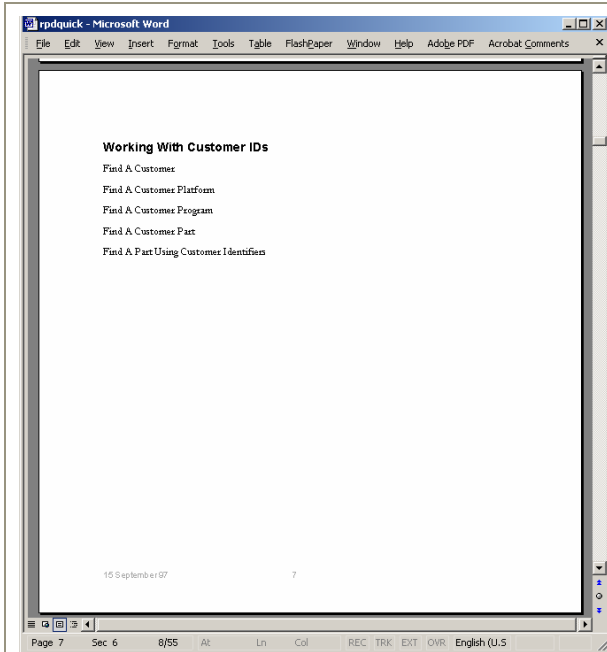 rpdquick - Microsoft Word
File Edit View Insert Format Tools Table FlashPaper Window Help Adobe PDF Acrobat Comments
Working With Customer IDs
Find A Customer
Find A Customer Platform
Find A Customer Program
Find A Customer Part
Find A Part Using Customer Identifiers
15 September 97 7
Page 7 Sec 6 8/55 At Ln Col REC TRK EXT OVR English (U.S